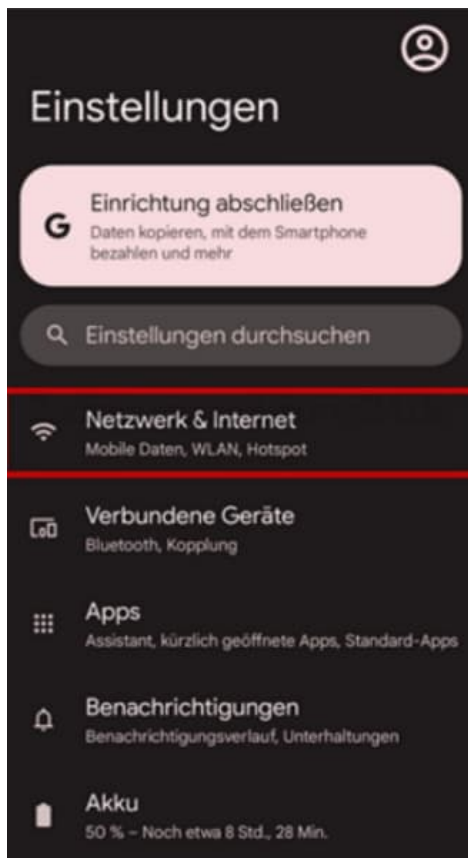 Einstellungen
Einrichtung abschließen
Daten kopieren, mit dem Smartphone
bezahlen und mehr
Einstellungen durchsuchen
Netzwerk & Internet
Mobile Daten, WLAN, Hotspot
Verbundene Geräte
Bluetooth, Kopplung
Apps
Assistant, kürzlich geöffnete Apps, Standard-Apps
Benachrichtigungen
Benachrichtigungsverlauf, Unterhaltungen
Akku
50 % – Noch etwa 8 Std., 28 Min.